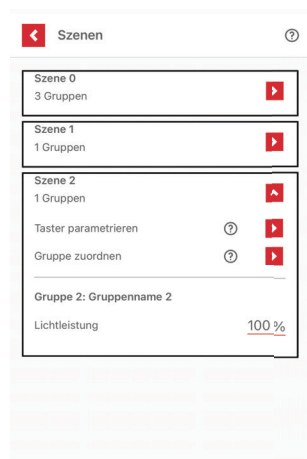 Szenen
Szene 0
3 Gruppen
Szene 1
1 Gruppen
Szene 2
1 Gruppen
Taster parametrieren
Gruppe zuordnen
Gruppe 2: Gruppenname 2
Lichtleistung 100 %